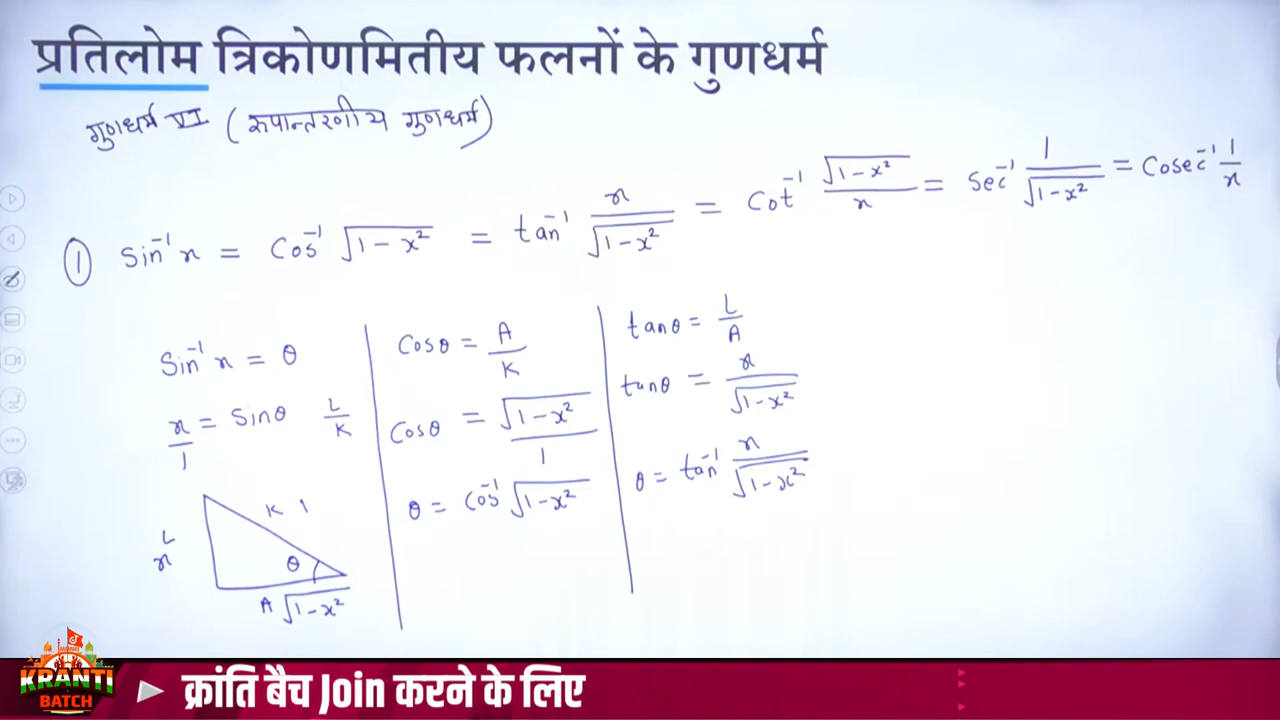 प्रतिलोम त्रिकोणमितीय फलनों के गुणधर्म
गुणधर्म VI (रूपान्तरणीय गुणधर्म)
① Sin⁻¹ x = Cos⁻¹ √(1-x²) = tan⁻¹ x/√(1-x²) = Cot⁻¹ √(1-x²)/x = Sec⁻¹ 1/√(1-x²) = Cosec⁻¹ 1/x
Sin⁻¹ x = θ
x/1 = Sinθ L/K
K 1
L
x
θ
A √(1-x²)
Cosθ = A/K
Cosθ = √(1-x²)/1
θ = Cos⁻¹ √(1-x²)
tanθ = L/A
tanθ = x/√(1-x²)
θ = tan⁻¹ x/√(1-x²)
KRANTI
BATCH
क्रांति बैच Join करने के लिए